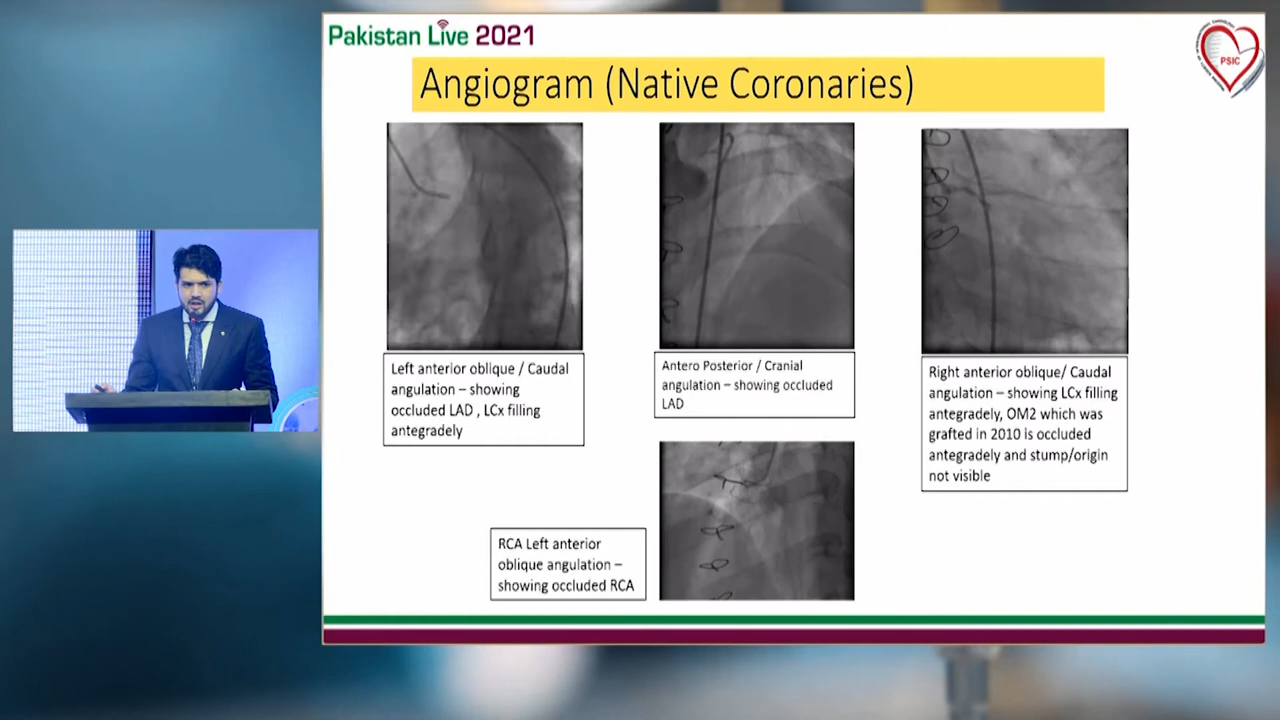 Pakistan Live 2021
PSIC
Angiogram (Native Coronaries)
Left anterior oblique / Caudal
angulation – showing
occluded LAD , LCx filling
antegradely
Antero Posterior / Cranial
angulation – showing occluded
LAD
Right anterior oblique/ Caudal
angulation – showing LCx filling
antegradely, OM2 which was
grafted in 2010 is occluded
antegradely and stump/origin
not visible
RCA Left anterior
oblique angulation –
showing occluded RCA